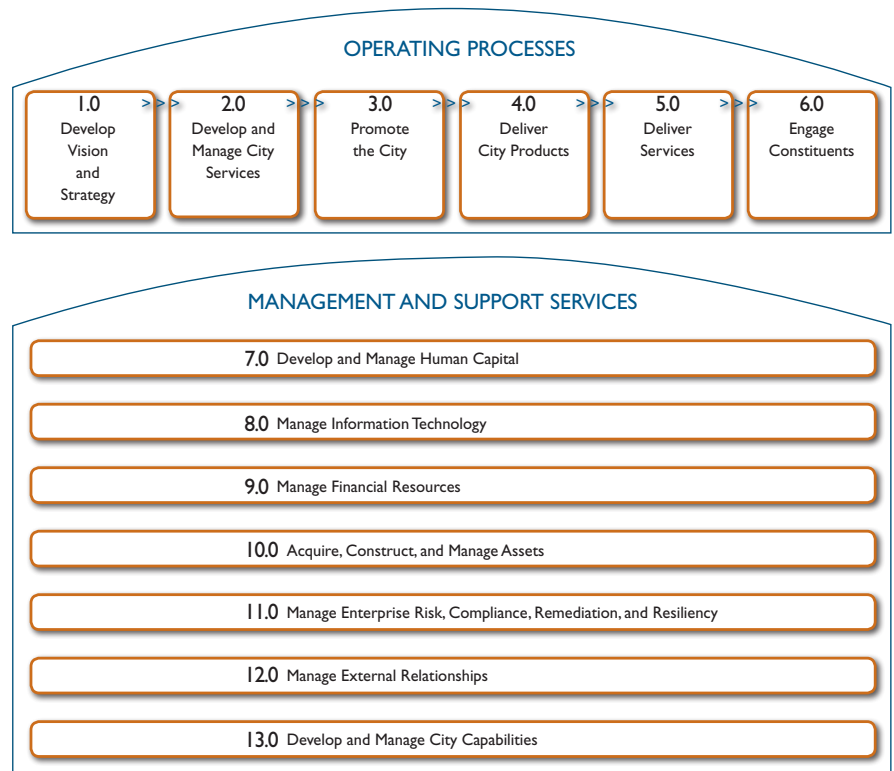 OPERATING PROCESSES
1.0 >>> 2.0 >>> 3.0 >>> 4.0 >>> 5.0 >>> 6.0
Develop
Vision
and
Strategy
Develop and
Manage City
Services
Promote
the City
Deliver
City Products
Deliver
Services
Engage
Constituents
MANAGEMENT AND SUPPORT SERVICES
7.0 Develop and Manage Human Capital
8.0 Manage Information Technology
9.0 Manage Financial Resources
10.0 Acquire, Construct, and Manage Assets
11.0 Manage Enterprise Risk, Compliance, Remediation, and Resiliency
12.0 Manage External Relationships
13.0 Develop and Manage City Capabilities